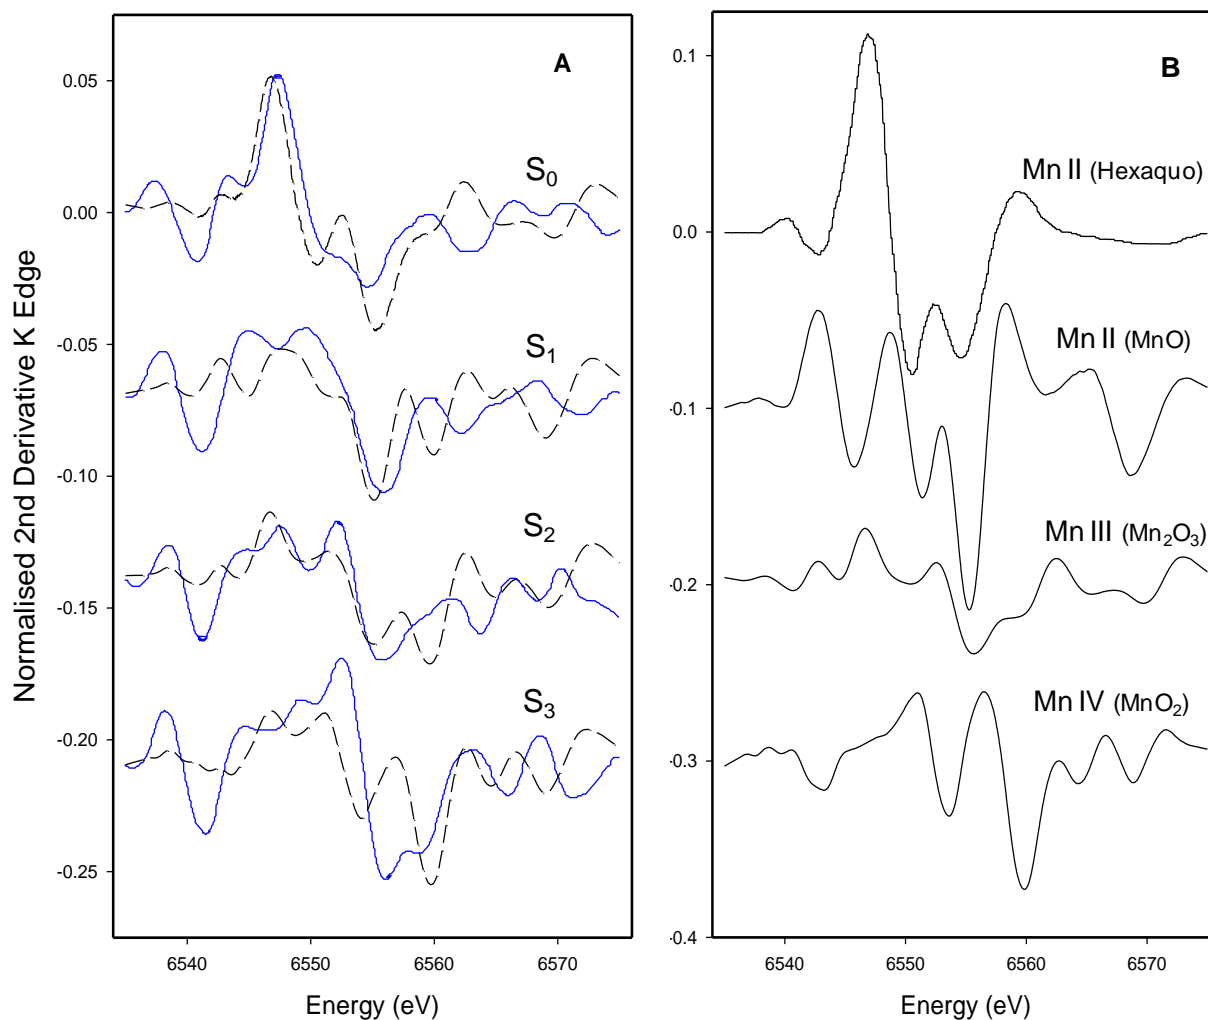 Normalised 2nd Derivative K Edge
A
0.05
0.00
-0.05
-0.10
-0.15
-0.20
-0.25
S0
S1
S2
S3
6540 6550 6560 6570
Energy (eV)
B
0.1
0.0
-0.1
-0.2
-0.3
-0.4
Mn II (Hexaquo)
Mn II (MnO)
Mn III (Mn2O3)
Mn IV (MnO2)
6540 6550 6560 6570
Energy (eV)